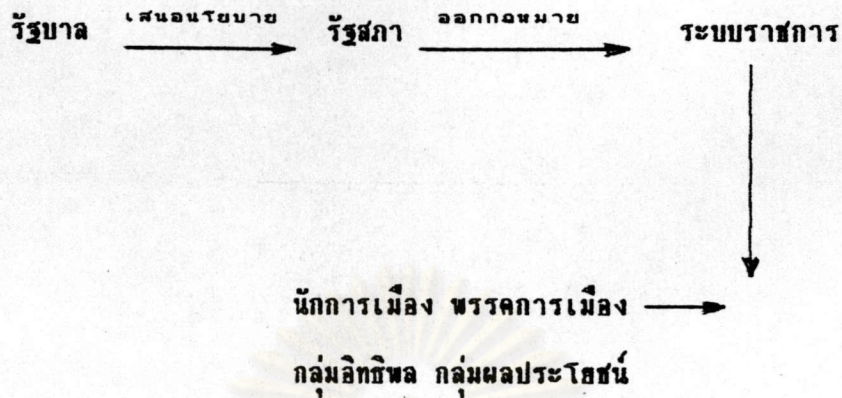 รัฐบาล เสนอนโยบาย รัฐสภา ออกกฎหมาย ระบบราชการ
นักการเมือง พรรคการเมือง
กลุ่มอิทธิพล กลุ่มผลประโยชน์